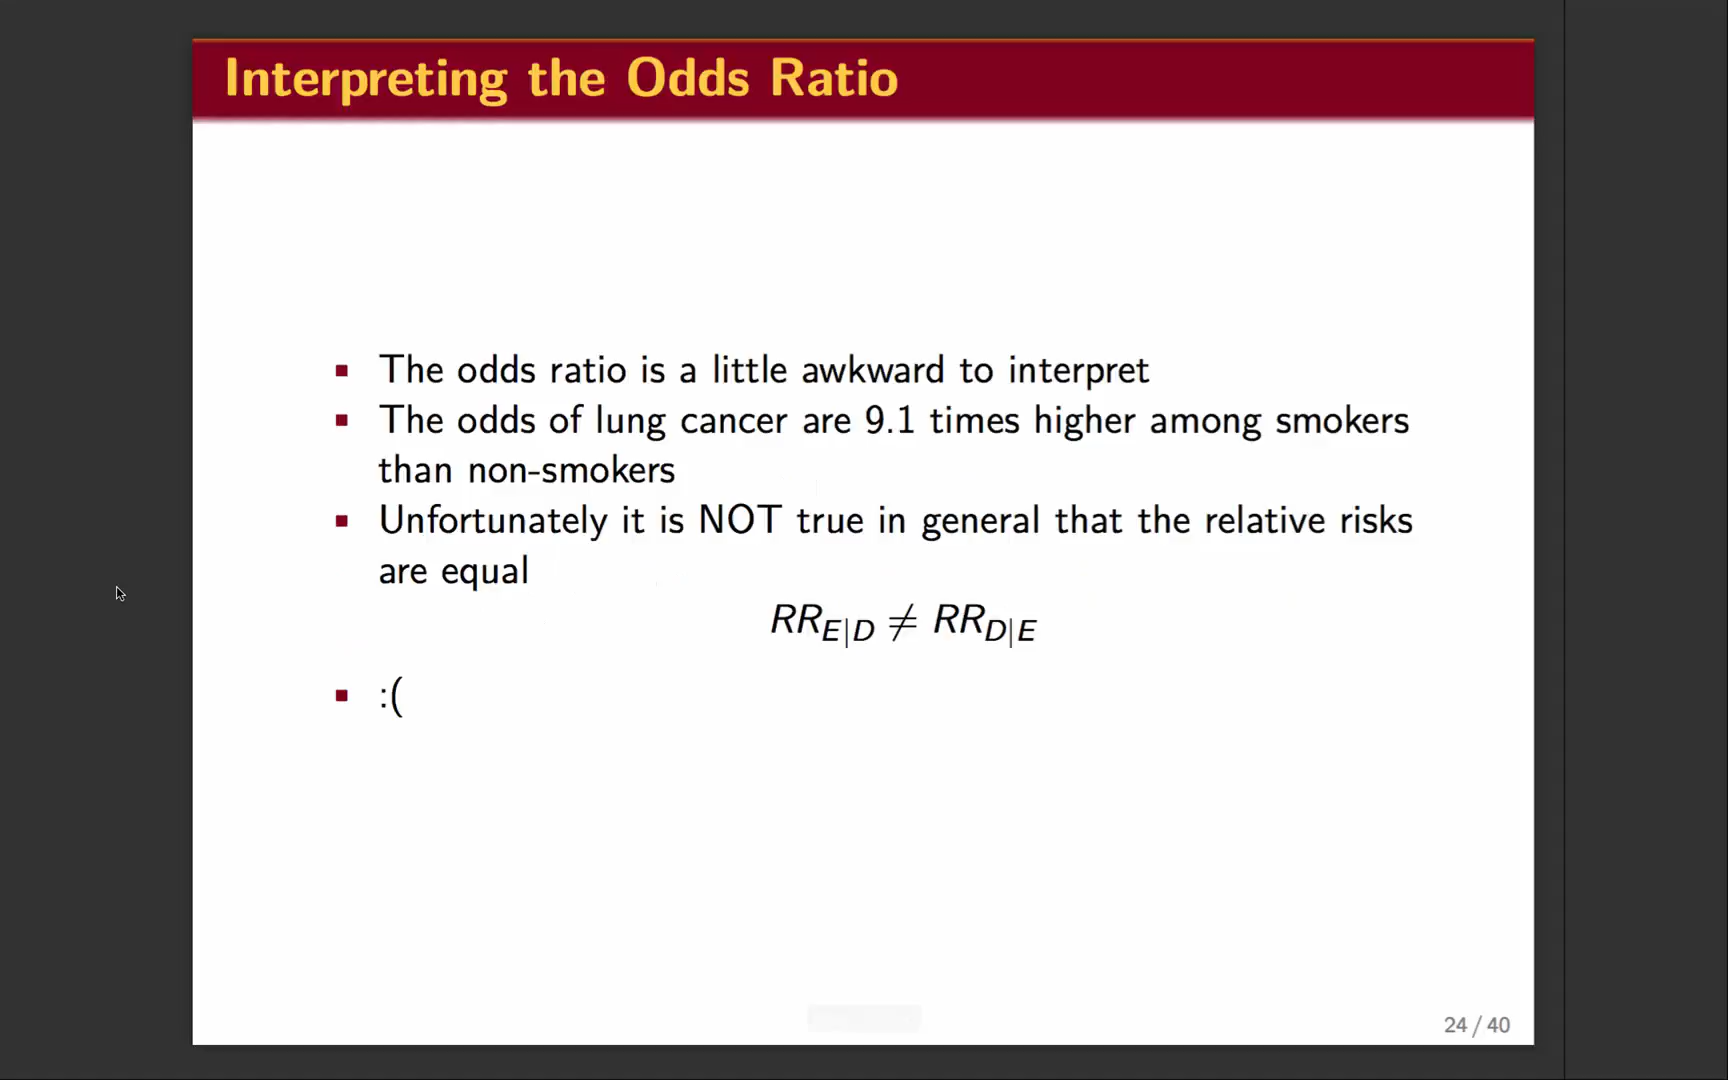 Interpreting the Odds Ratio
▪ The odds ratio is a little awkward to interpret
▪ The odds of lung cancer are 9.1 times higher among smokers
than non-smokers
▪ Unfortunately it is NOT true in general that the relative risks
are equal
RR_{E|D} ≠ RR_{D|E}
▪ :(
24 / 40